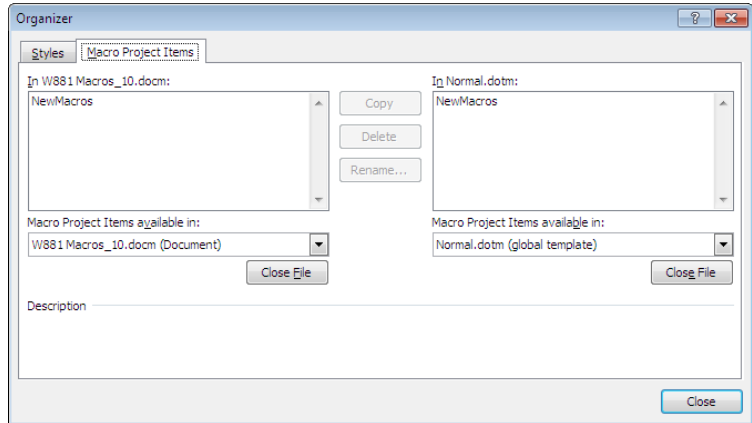 Organizer
Styles
Macro Project Items
In W881 Macros_10.docm:
NewMacros
Copy
Delete
Rename...
In Normal.dotm:
NewMacros
Macro Project Items available in:
W881 Macros_10.docm (Document)
Close File
Macro Project Items available in:
Normal.dotm (global template)
Close File
Description
Close